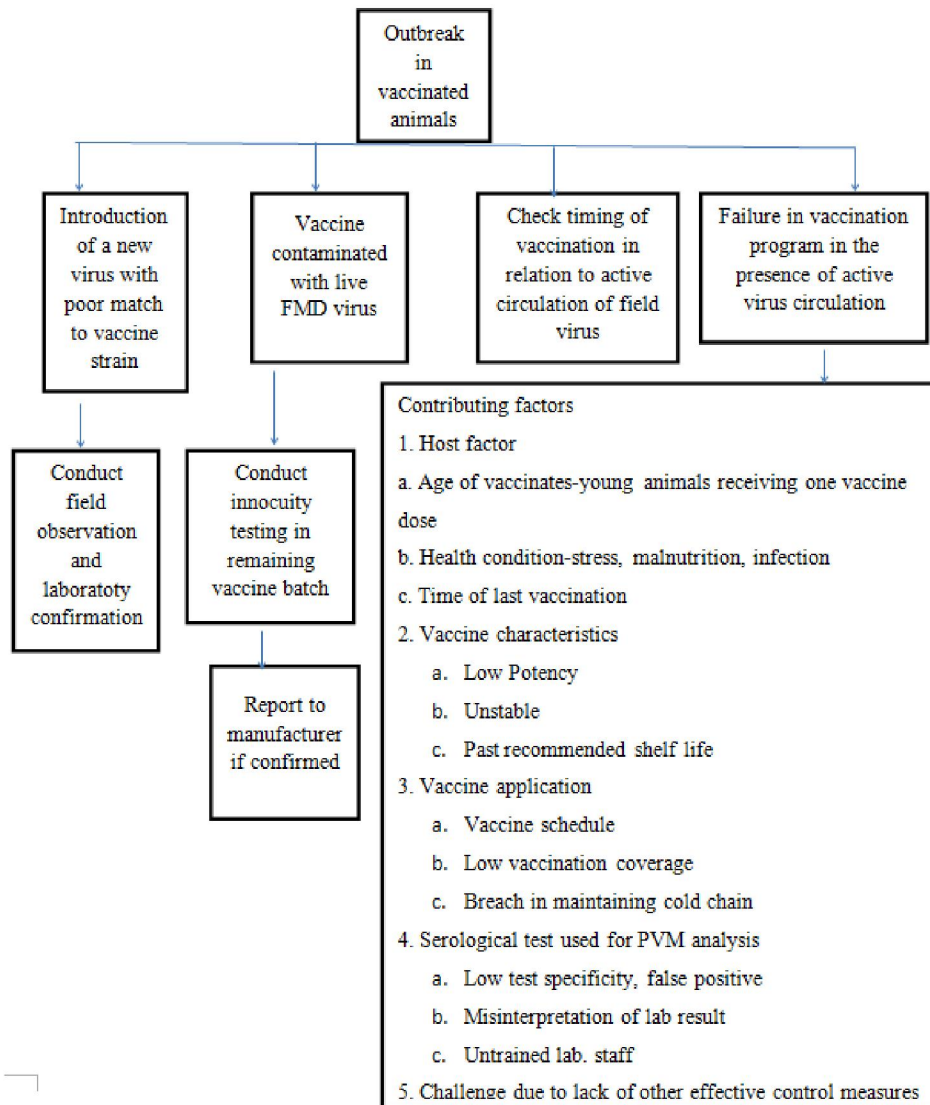 Outbreak
in
vaccinated
animals
Introduction
of a new
virus with
poor match
to vaccine
strain
Vaccine
contaminated
with live
FMD virus
Check timing of
vaccination in
relation to active
circulation of field
virus
Failure in vaccination
program in the
presence of active
virus circulation
Conduct
field
observation
and
laboratoty
confirmation
Conduct
innocuity
testing in
remaining
vaccine batch
Report to
manufacturer
if confirmed
Contributing factors
1. Host factor
a. Age of vaccinates-young animals receiving one vaccine
dose
b. Health condition-stress, malnutrition, infection
c. Time of last vaccination
2. Vaccine characteristics
a. Low Potency
b. Unstable
c. Past recommended shelf life
3. Vaccine application
a. Vaccine schedule
b. Low vaccination coverage
c. Breach in maintaining cold chain
4. Serological test used for PVM analysis
a. Low test specificity, false positive
b. Misinterpretation of lab result
c. Untrained lab. staff
5. Challenge due to lack of other effective control measures